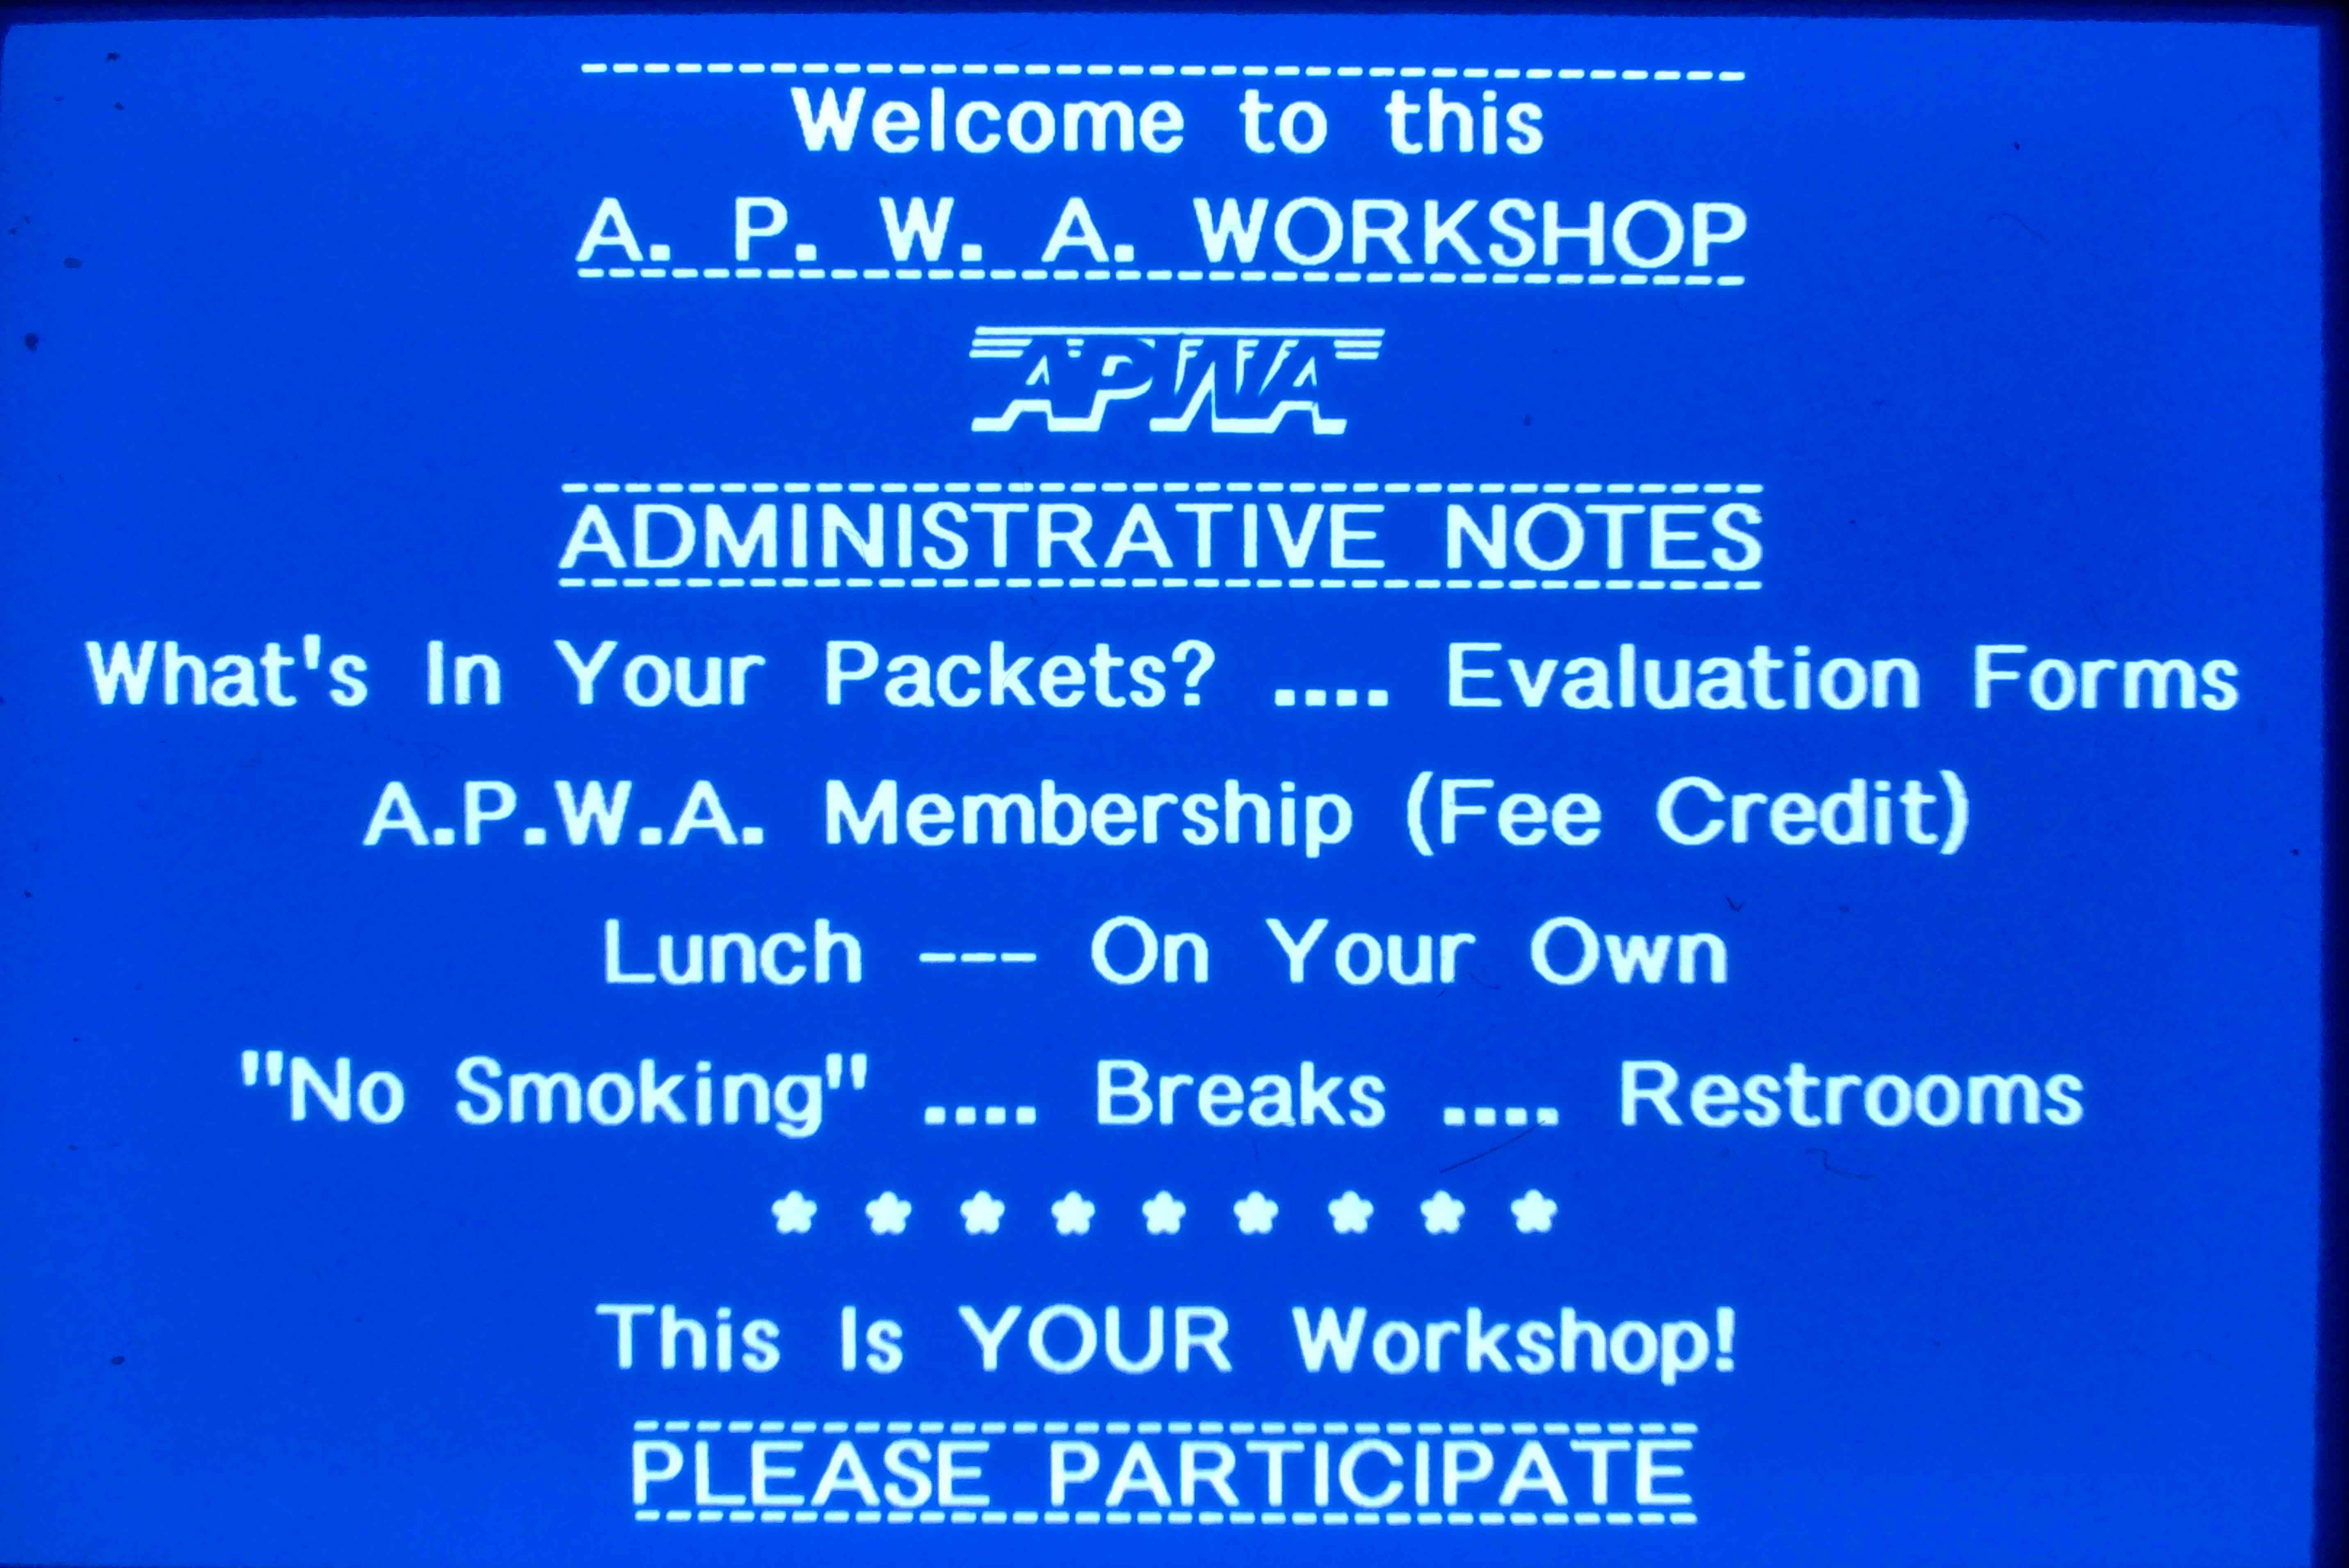 Welcome to this
A. P. W. A. WORKSHOP
APWA
ADMINISTRATIVE NOTES
What's In Your Packets? .... Evaluation Forms
A.P.W.A. Membership (Fee Credit)
Lunch --- On Your Own
"No Smoking" .... Breaks .... Restrooms
* * * * * * * * *
This Is YOUR Workshop!
PLEASE PARTICIPATE